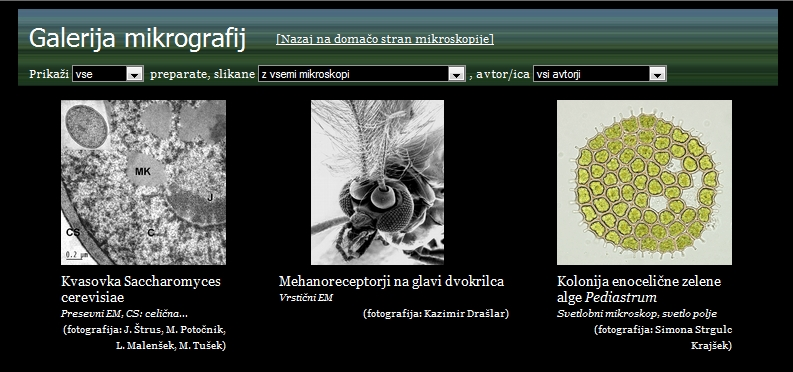 Galerija mikrografij [Nazaj na domačo stran mikroskopije]
Prikaži vse preparate, slikane z vsemi mikroskopi , avtor/ica vsi avtorji
MK
J
CS
C
0.2 µm
Kvasovka Saccharomyces
cerevisiae
Presevni EM, CS: celična...
(fotografija: J. Štrus, M. Potočnik,
L. Malenšek, M. Tušek)
Mehanoreceptorji na glavi dvokrilca
Vrstični EM
(fotografija: Kazimir Drašlar)
Kolonija enocelične zelene
alge Pediastrum
Svetlobni mikroskop, svetlo polje
(fotografija: Simona Strgulc
Krajšek)